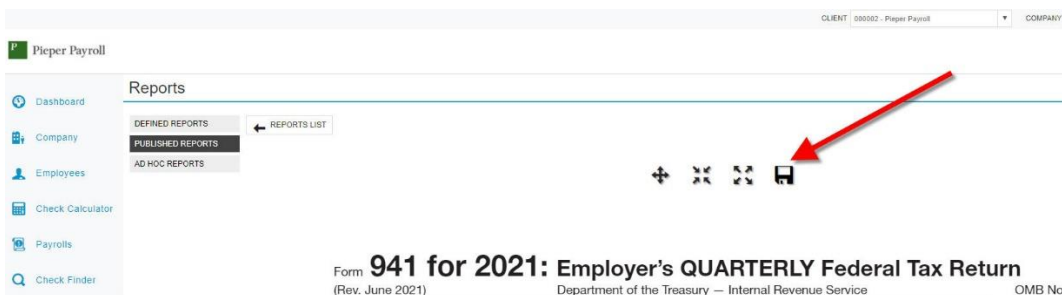 CLIENT 000002 - Pieper Payroll COMPANY
P Pieper Payroll
Reports
Dashboard
Company
Employees
Check Calculator
Payrolls
Check Finder
DEFINED REPORTS
PUBLISHED REPORTS
AD HOC REPORTS
REPORTS LIST
Form 941 for 2021: Employer's QUARTERLY Federal Tax Return
(Rev. June 2021) Department of the Treasury — Internal Revenue Service OMB No